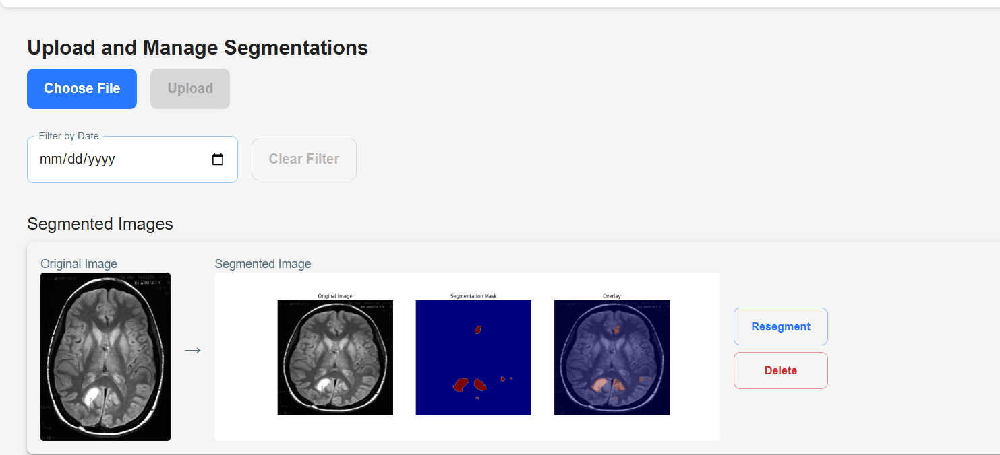 Upload and Manage Segmentations
Choose File
Upload
Filter by Date
mm/dd/yyyy
Clear Filter
Segmented Images
Original Image
Segmented Image
BEARDSLEY
Original Image
Segmentation Mask
Overlay
Resegment
Delete